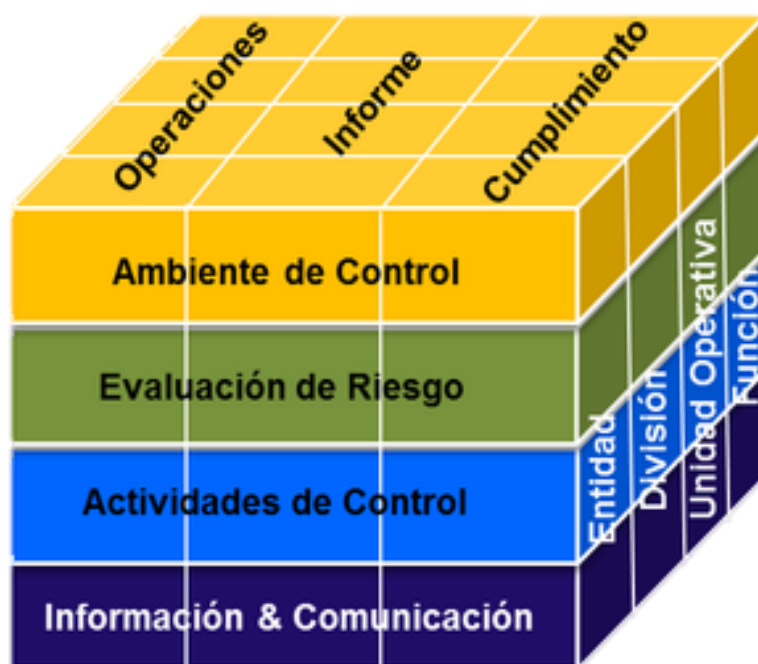 Operaciones
Informe
Cumplimiento
Ambiente de Control
Evaluación de Riesgo
Actividades de Control
Información & Comunicación
Entidad
División
Unidad Operativa
Función